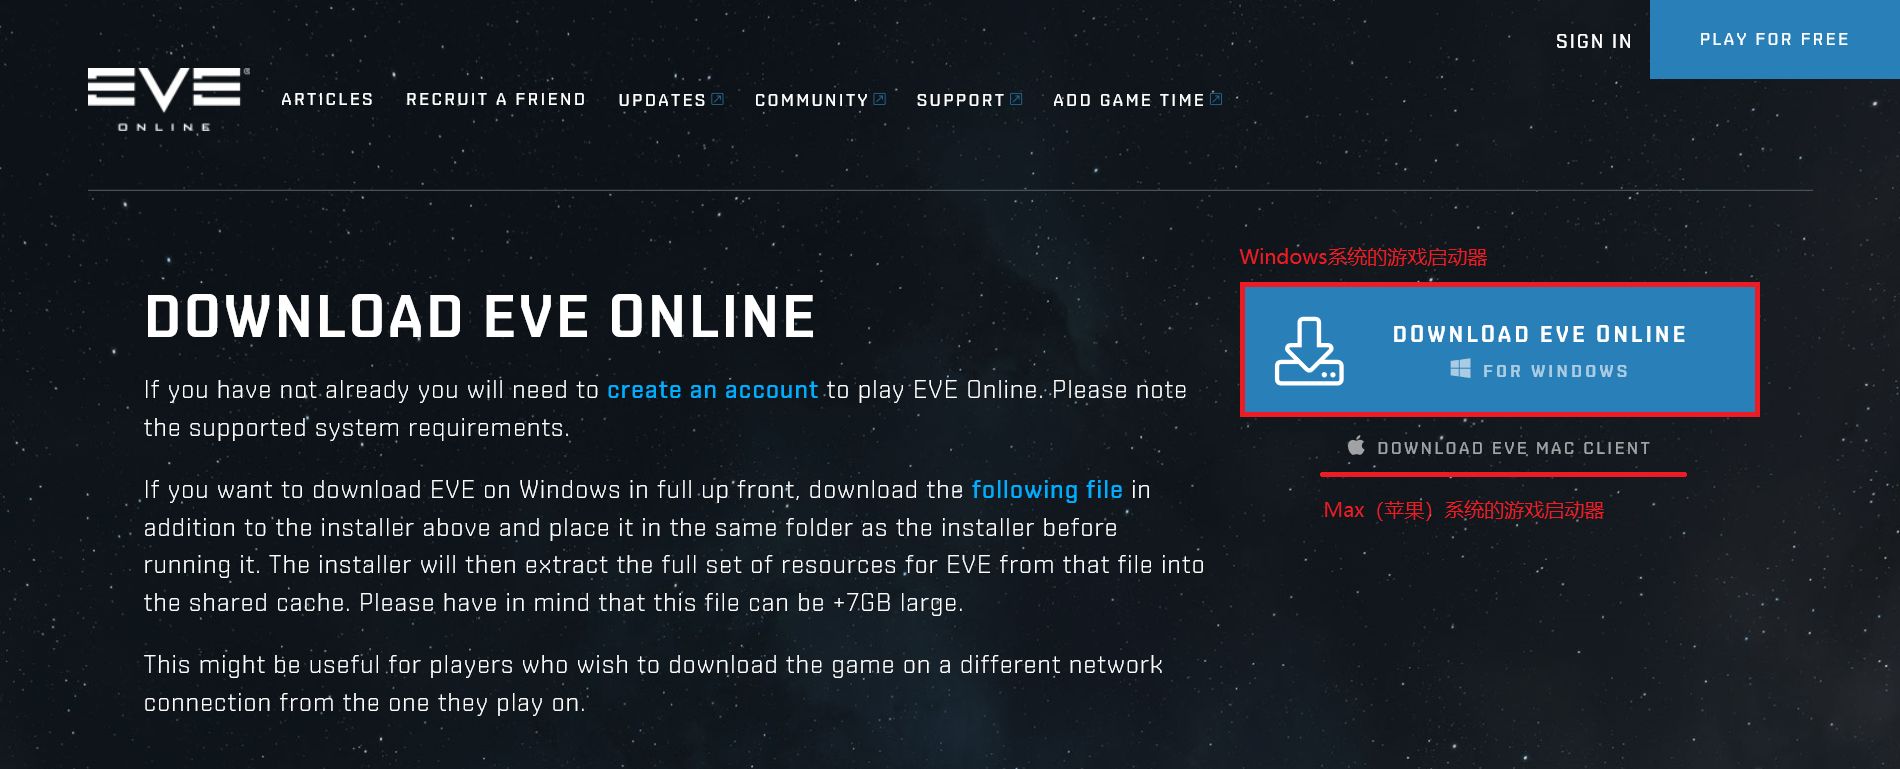 SIGN IN
PLAY FOR FREE
EVE®
ONLINE
ARTICLES RECRUIT A FRIEND UPDATES COMMUNITY SUPPORT ADD GAME TIME
Windows系统的游戏启动器
DOWNLOAD EVE ONLINE
FOR WINDOWS
DOWNLOAD EVE MAC CLIENT
Max（苹果）系统的游戏启动器
DOWNLOAD EVE ONLINE
If you have not already you will need to create an account to play EVE Online. Please note
the supported system requirements.
If you want to download EVE on Windows in full up front, download the following file in
addition to the installer above and place it in the same folder as the installer before
running it. The installer will then extract the full set of resources for EVE from that file into
the shared cache. Please have in mind that this file can be +7GB large.
This might be useful for players who wish to download the game on a different network
connection from the one they play on.